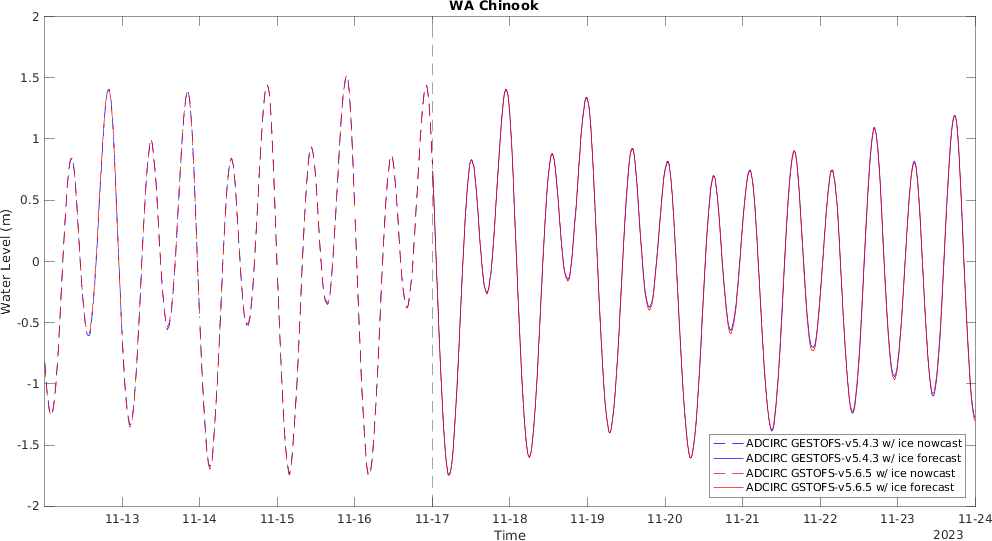 WA Chinook
2
1.5
1
0.5
0
-0.5
-1
-1.5
-2
Water Level (m)
ADCIRC GESTOFS-v5.4.3 w/ ice nowcast
ADCIRC GESTOFS-v5.4.3 w/ ice forecast
ADCIRC GSTOFS-v5.6.5 w/ ice nowcast
ADCIRC GSTOFS-v5.6.5 w/ ice forecast
11-13 11-14 11-15 11-16 11-17 11-18 11-19 11-20 11-21 11-22 11-23 11-24
Time
2023